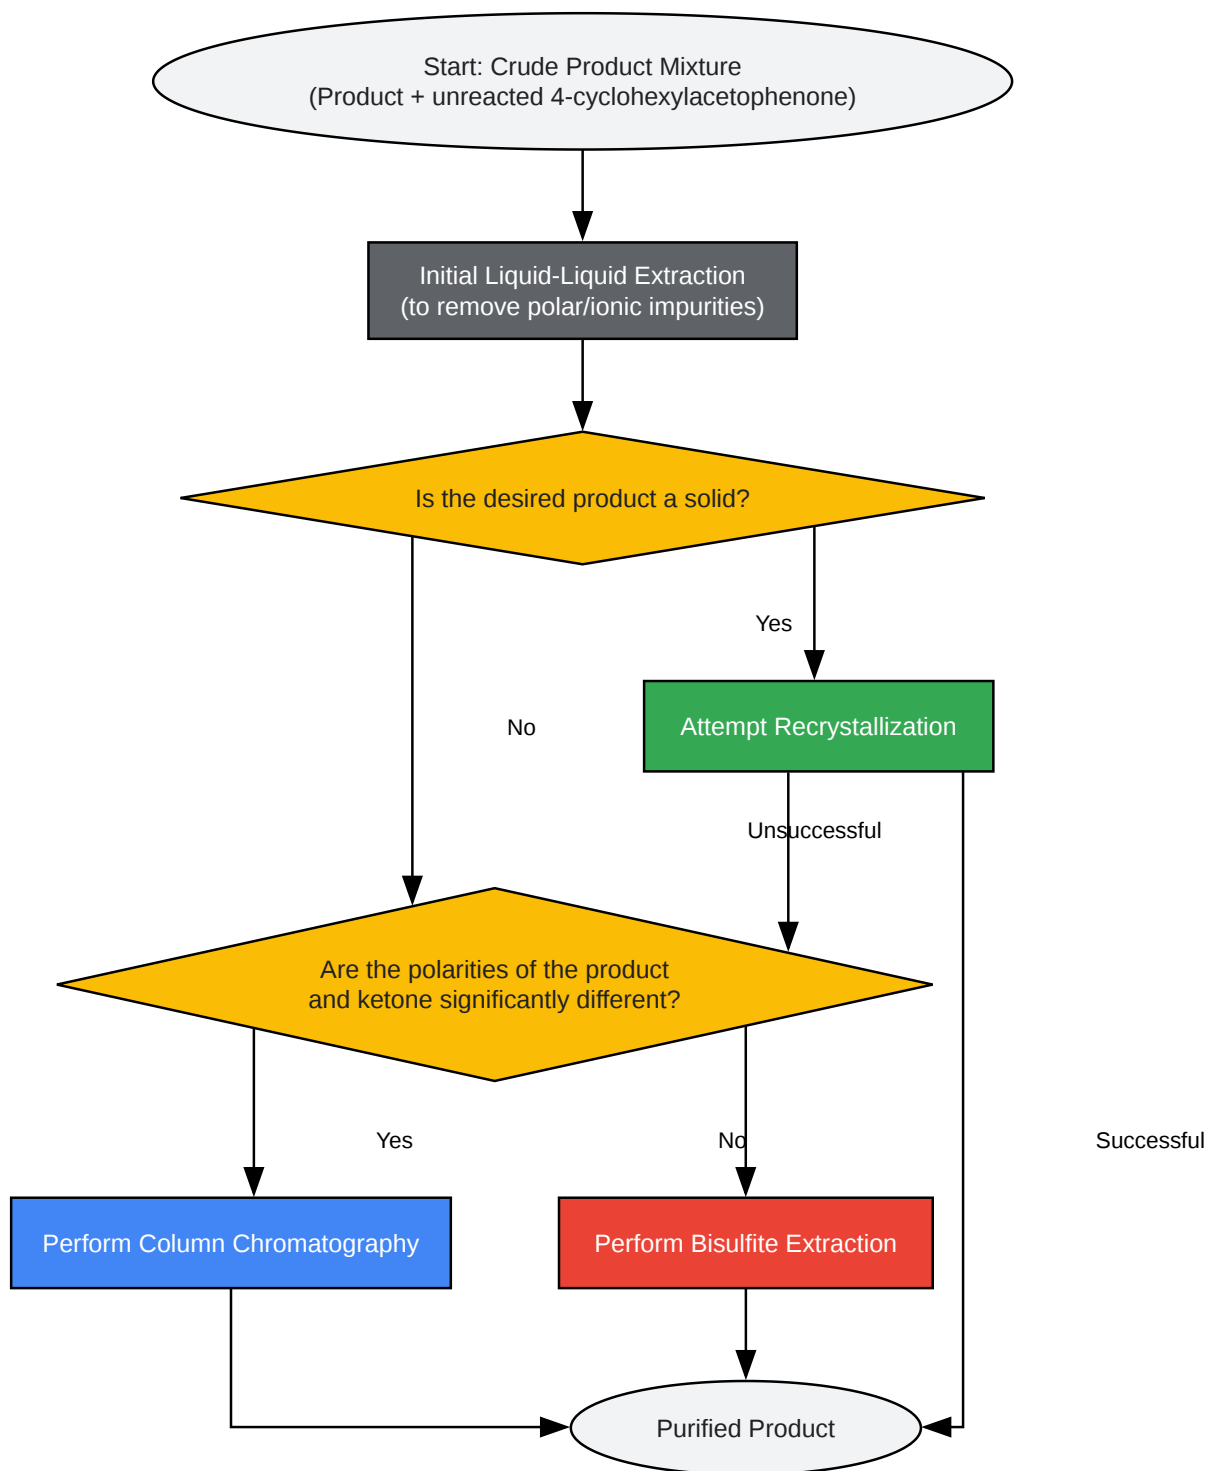 Start: Crude Product Mixture
(Product + unreacted 4-cyclohexylacetophenone)
Initial Liquid-Liquid Extraction
(to remove polar/ionic impurities)
Is the desired product a solid?
Yes
No
Attempt Recrystallization
Unsuccessful
Are the polarities of the product
and ketone significantly different?
Yes
No
Successful
Perform Column Chromatography
Perform Bisulfite Extraction
Purified Product